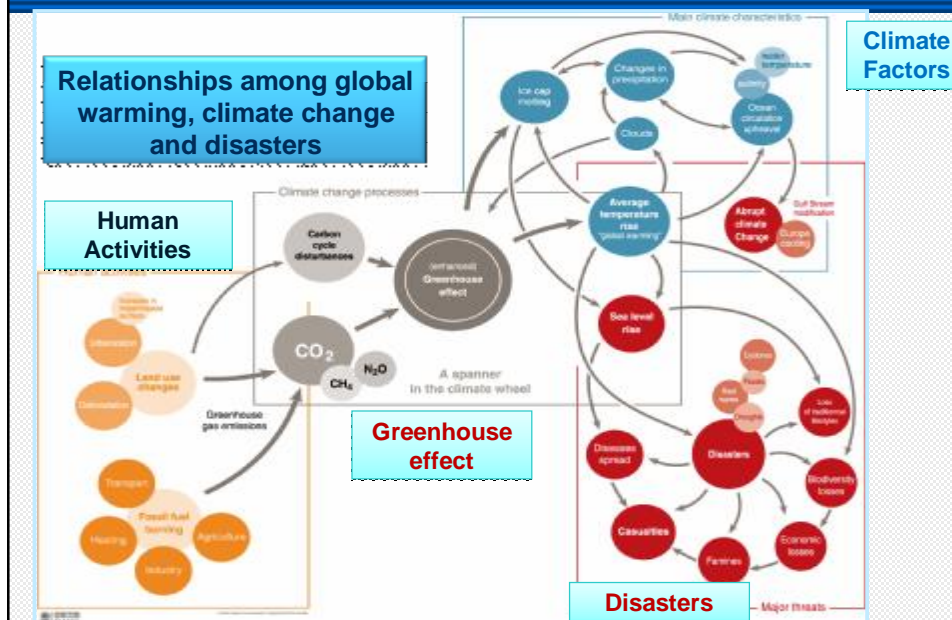 Main climate characteristics
Climate
Factors
Relationships among global
warming, climate change
and disasters
Ice cap
melting
Changes in
precipitation
water
temperature
salinity
Ocean
circulation
upheaval
Clouds
Climate change processes
Human
Activities
Carbon
cycle
disturbances
(enhanced)
Greenhouse
effect
Average
temperature
rise
"global warming"
Abrupt
climate
Change
Gulf Stream
modification
Europe
cooling
Sea level
rise
CO₂
CH₄
N₂O
A spanner
in the climate wheel
Urbanisation
Land use
changes
Deforestation
Greenhouse
gas emissions
Greenhouse
effect
Cyclones
Floods
Droughts
Loss
of traditional
lifestyles
Diseases
spread
Disasters
Biodiversity
losses
Transport
Fossil fuel
burning
Heating
Agriculture
Industry
Casualties
Famines
Economic
losses
Disasters
Major threats